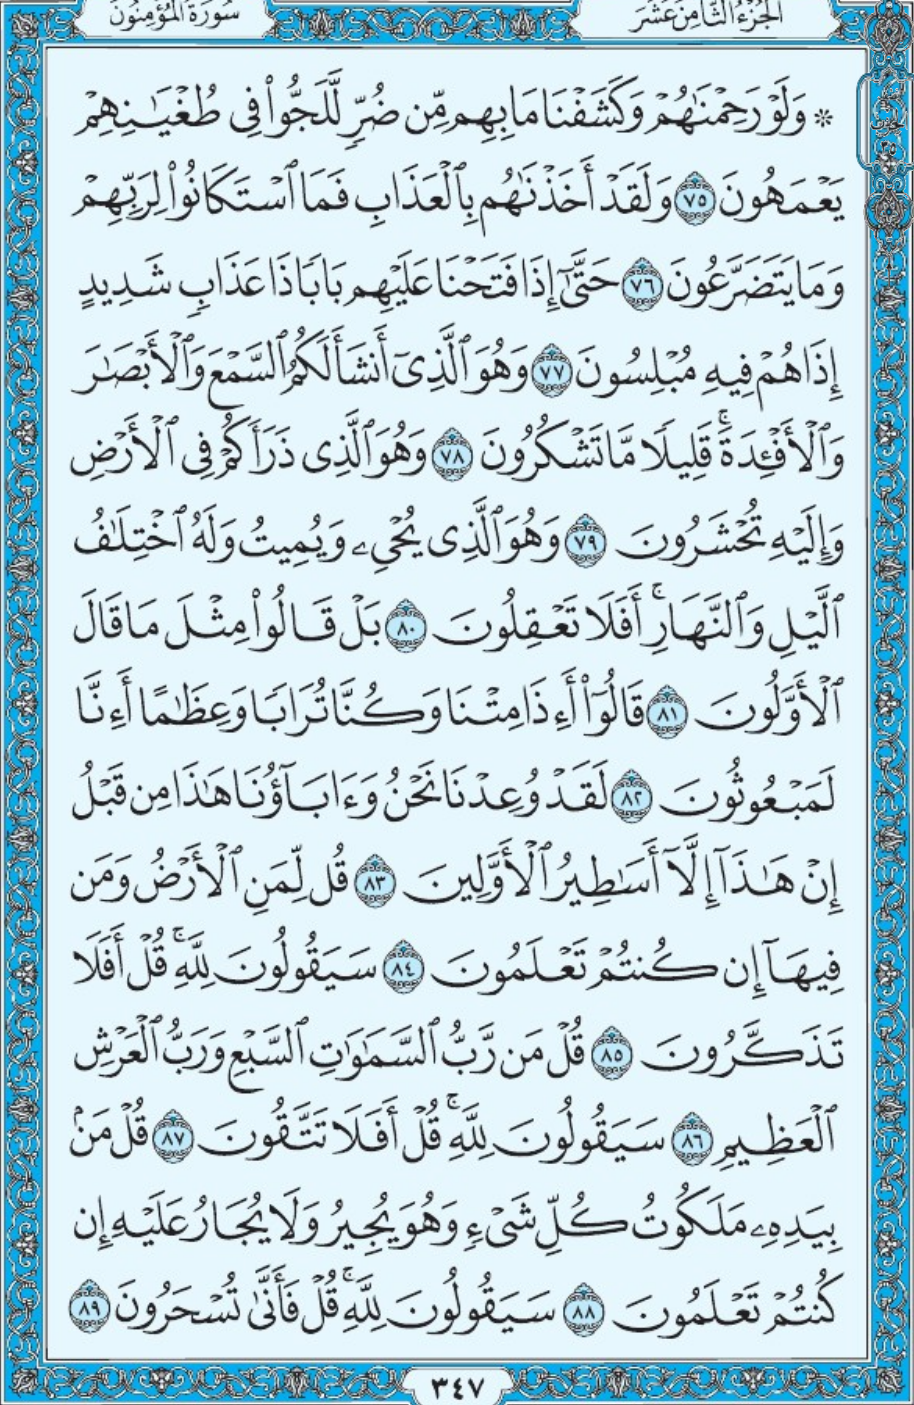 سُورَةُ المُؤْمِنُونَ
الجُزْءُ الثَّامِنَ عَشَرَ
۞ وَلَوْ رَحِمْنَٰهُمْ وَكَشَفْنَا مَا بِهِم مِّن ضُرٍّ لَّلَجُّوا۟ فِى طُغْيَٰنِهِمْ
يَعْمَهُونَ ٧٥ وَلَقَدْ أَخَذْنَٰهُم بِٱلْعَذَابِ فَمَا ٱسْتَكَانُوا۟ لِرَبِّهِمْ
وَمَا يَتَضَرَّعُونَ ٧٦ حَتَّىٰٓ إِذَا فَتَحْنَا عَلَيْهِم بَابًا ذَا عَذَابٍ شَدِيدٍ
إِذَا هُمْ فِيهِ مُبْلِسُونَ ٧٧ وَهُوَ ٱلَّذِىٓ أَنشَأَ لَكُمُ ٱلسَّمْعَ وَٱلْأَبْصَٰرَ
وَٱلْأَفْـِٔدَةَ ۚ قَلِيلًا مَّا تَشْكُرُونَ ٧٨ وَهُوَ ٱلَّذِى ذَرَأَكُمْ فِى ٱلْأَرْضِ
وَإِلَيْهِ تُحْشَرُونَ ٧٩ وَهُوَ ٱلَّذِى يُحْىِۦ وَيُمِيتُ وَلَهُ ٱخْتِلَٰفُ
ٱلَّيْلِ وَٱلنَّهَارِ ۚ أَفَلَا تَعْقِلُونَ ٨٠ بَلْ قَالُوا۟ مِثْلَ مَا قَالَ
ٱلْأَوَّلُونَ ٨١ قَالُوٓا۟ أَءِذَا مِتْنَا وَكُنَّا تُرَابًا وَعِظَٰمًا أَءِنَّا
لَمَبْعُوثُونَ ٨٢ لَقَدْ وُعِدْنَا نَحْنُ وَءَابَآؤُنَا هَٰذَا مِن قَبْلُ
إِنْ هَٰذَآ إِلَّآ أَسَٰطِيرُ ٱلْأَوَّلِينَ ٨٣ قُل لِّمَنِ ٱلْأَرْضُ وَمَن
فِيهَآ إِن كُنتُمْ تَعْلَمُونَ ٨٤ سَيَقُولُونَ لِلَّهِ ۚ قُلْ أَفَلَا
تَذَكَّرُونَ ٨٥ قُلْ مَن رَّبُّ ٱلسَّمَٰوَٰتِ ٱلسَّبْعِ وَرَبُّ ٱلْعَرْشِ
ٱلْعَظِيمِ ٨٦ سَيَقُولُونَ لِلَّهِ ۚ قُلْ أَفَلَا تَتَّقُونَ ٨٧ قُلْ مَنۢ
بِيَدِهِۦ مَلَكُوتُ كُلِّ شَىْءٍ وَهُوَ يُجِيرُ وَلَا يُجَارُ عَلَيْهِ إِن
كُنتُمْ تَعْلَمُونَ ٨٨ سَيَقُولُونَ لِلَّهِ ۚ قُلْ فَأَنَّىٰ تُسْحَرُونَ ٨٩
٣٤٧